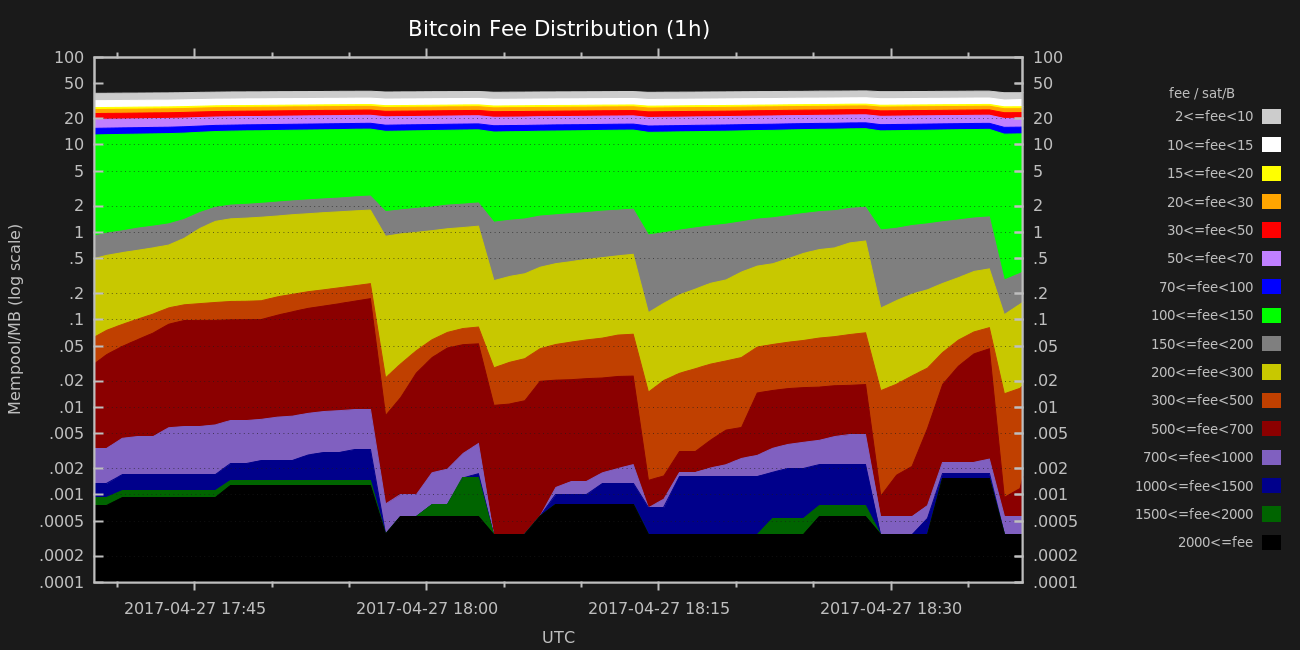 Bitcoin Fee Distribution (1h)
Mempool/MB (log scale)
100
50
20
10
5
2
1
.5
.2
.1
.05
.02
.01
.005
.002
.001
.0005
.0002
.0001
100
50
20
10
5
2
1
.5
.2
.1
.05
.02
.01
.005
.002
.001
.0005
.0002
.0001
2017-04-27 17:45
2017-04-27 18:00
2017-04-27 18:15
2017-04-27 18:30
UTC
fee / sat/B
2<=fee<10
10<=fee<15
15<=fee<20
20<=fee<30
30<=fee<50
50<=fee<70
70<=fee<100
100<=fee<150
150<=fee<200
200<=fee<300
300<=fee<500
500<=fee<700
700<=fee<1000
1000<=fee<1500
1500<=fee<2000
2000<=fee